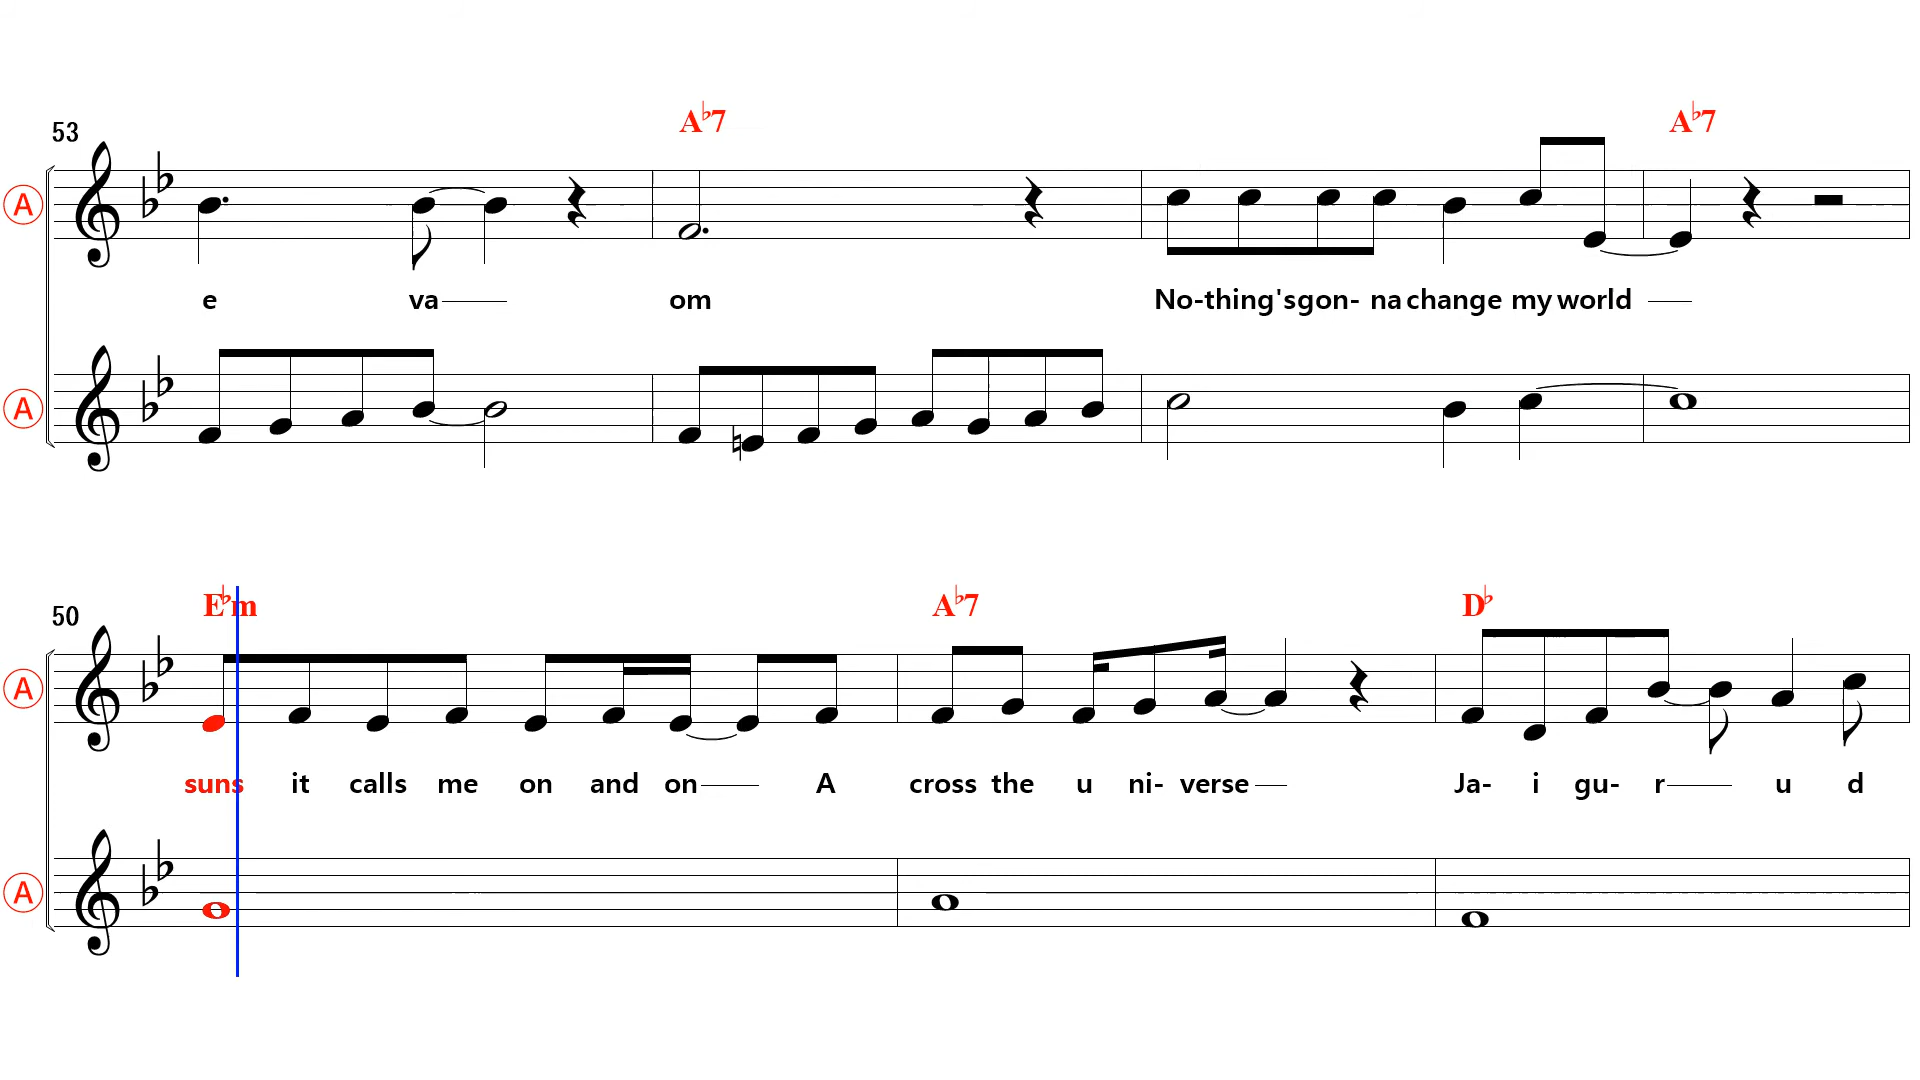 53
A♭7 A♭7
A
e va om No-thing's gon- na change my world
A
50
E♭m A♭7 D♭
A
suns it calls me on and on A cross the u ni- verse Ja- i gu- r u d
A